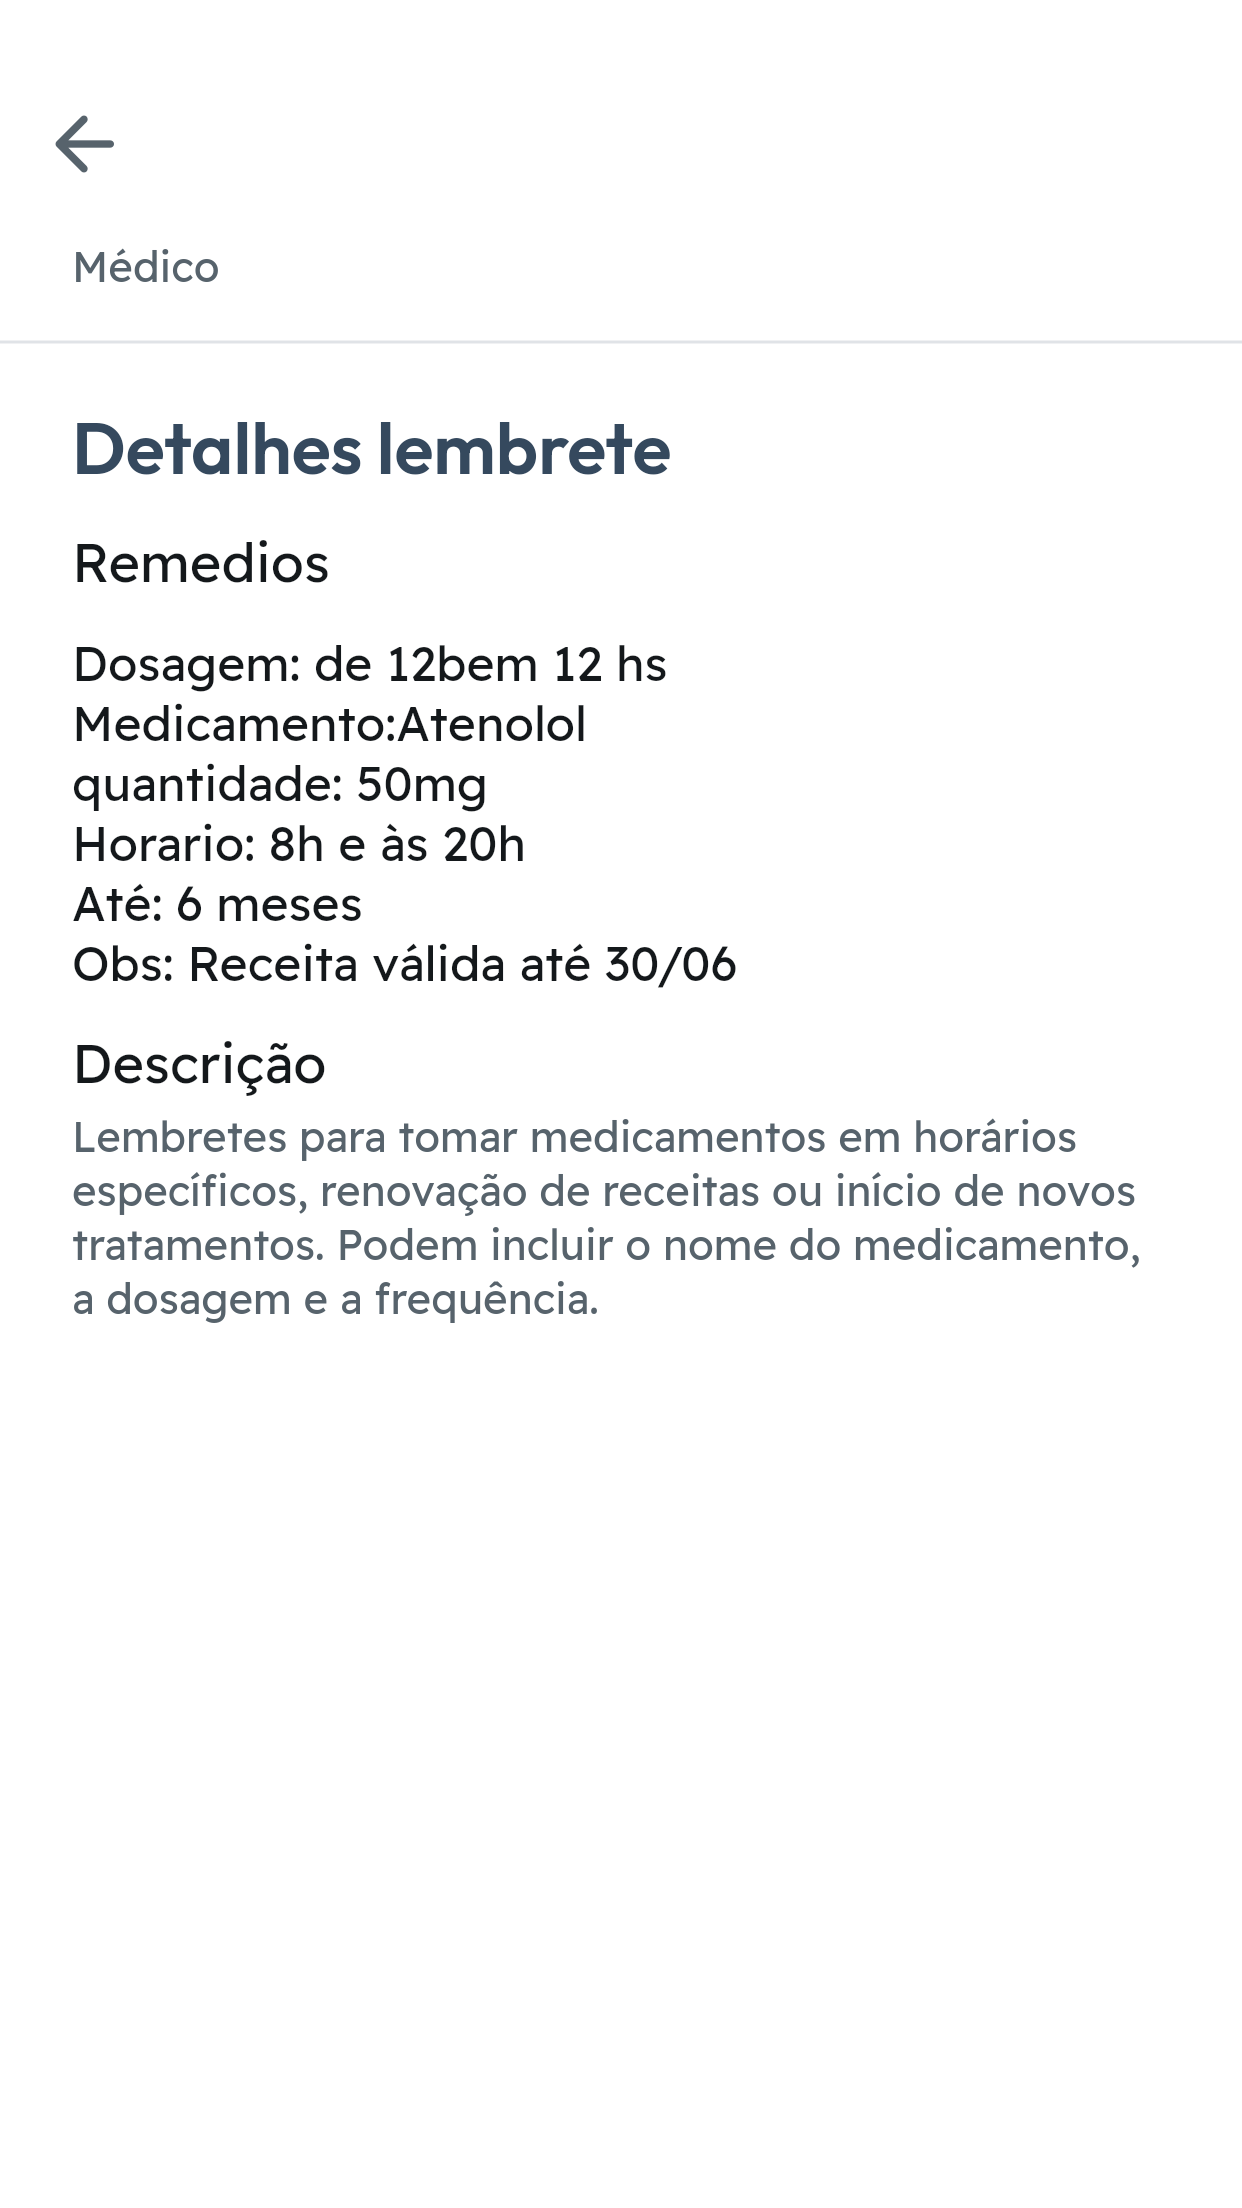 Médico
Detalhes lembrete
Remedios
Dosagem: de 12bem 12 hs
Medicamento:Atenolol
quantidade: 50mg
Horario: 8h e às 20h
Até: 6 meses
Obs: Receita válida até 30/06
Descrição
Lembretes para tomar medicamentos em horários
específicos, renovação de receitas ou início de novos
tratamentos. Podem incluir o nome do medicamento,
a dosagem e a frequência.